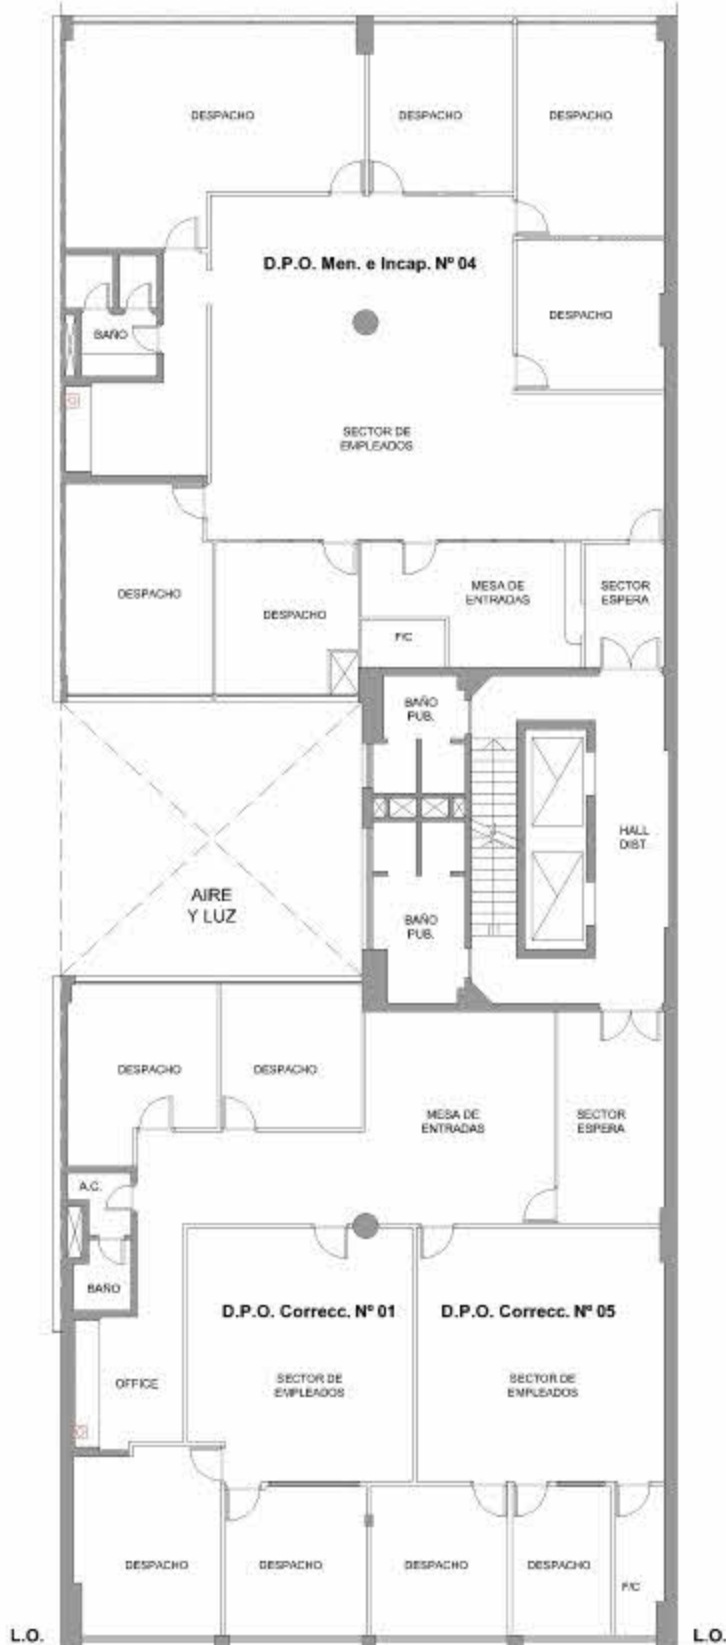 DESPACHO
DESPACHO
DESPACHO
D.P.O. Men. e Incap. Nº 04
DESPACHO
BAÑO
SECTOR DE
EMPLEADOS
DESPACHO
DESPACHO
MESA DE
ENTRADAS
SECTOR
ESPERA
F/C
BAÑO
PUB.
HALL
DIST.
AIRE
Y LUZ
BAÑO
PUB.
DESPACHO
DESPACHO
MESA DE
ENTRADAS
SECTOR
ESPERA
A.C.
BAÑO
D.P.O. Correcc. Nº 01
D.P.O. Correcc. Nº 05
OFFICE
SECTOR DE
EMPLEADOS
SECTOR DE
EMPLEADOS
DESPACHO
DESPACHO
DESPACHO
DESPACHO
F/C
L.O.
L.O.